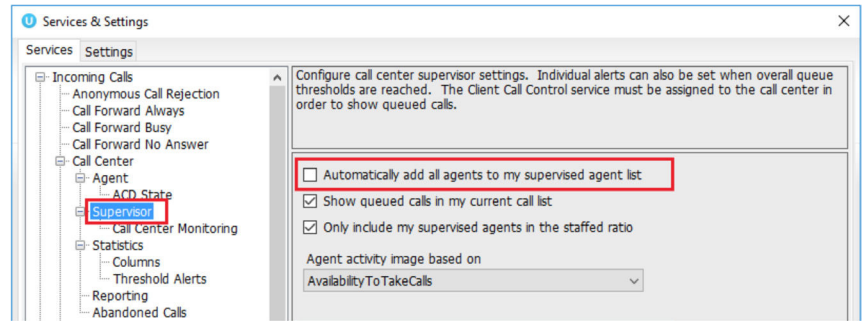 Services & Settings
Services Settings
Incoming Calls
Anonymous Call Rejection
Call Forward Always
Call Forward Busy
Call Forward No Answer
Call Center
Agent
ACD State
Supervisor
Call Center Monitoring
Statistics
Columns
Threshold Alerts
Reporting
Abandoned Calls
Configure call center supervisor settings. Individual alerts can also be set when overall queue
thresholds are reached. The Client Call Control service must be assigned to the call center in
order to show queued calls.
Automatically add all agents to my supervised agent list
Show queued calls in my current call list
Only include my supervised agents in the staffed ratio
Agent activity image based on
AvailabilityToTakeCalls